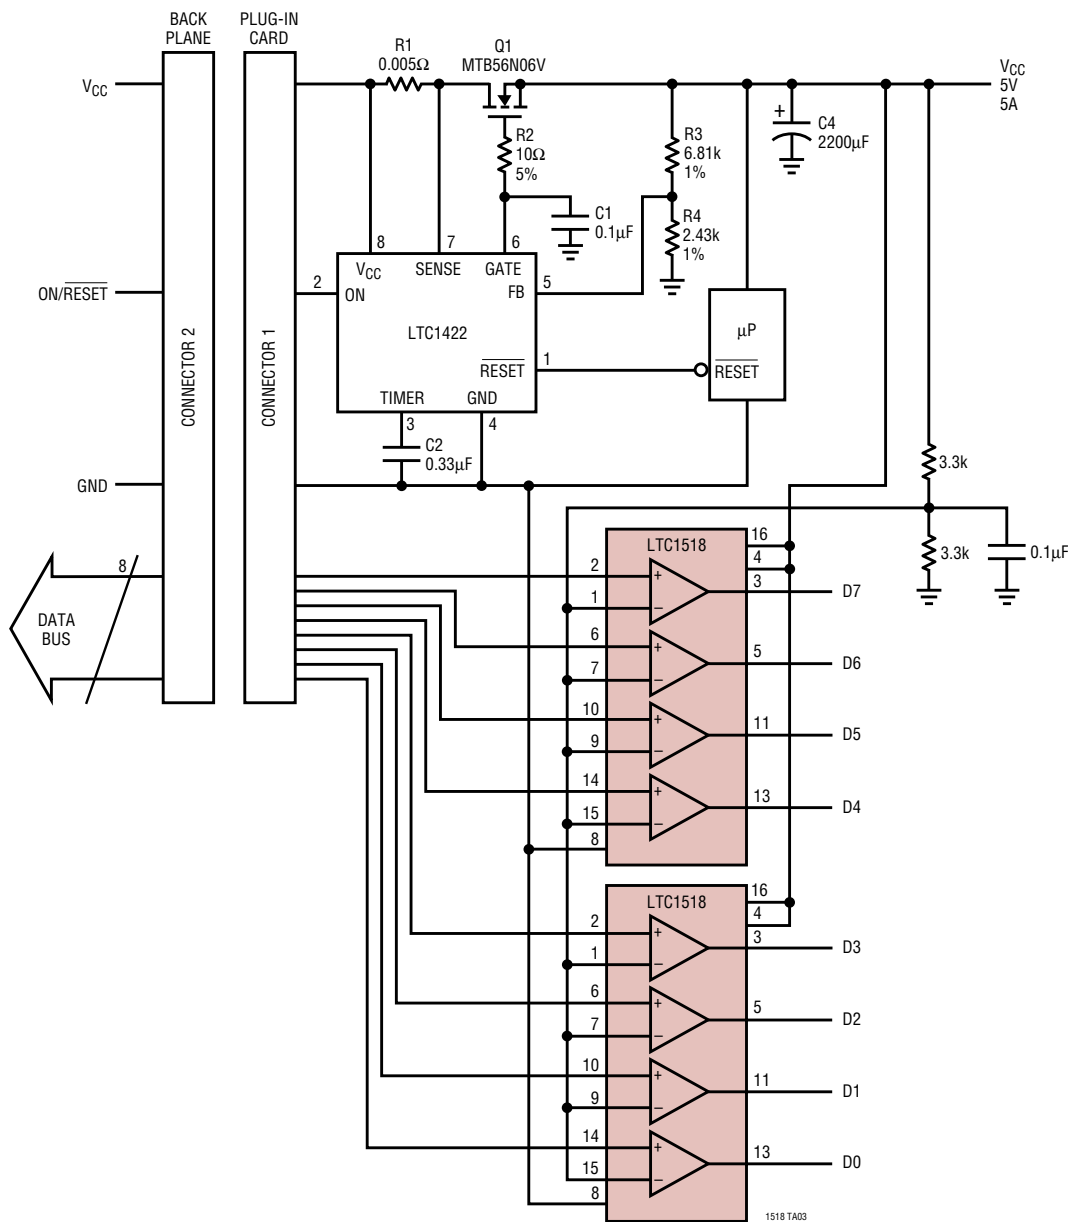 BACK
PLANE
PLUG-IN
CARD
R1
0.005Ω
Q1
MTB56N06V
VCC
VCC
5V
5A
+
C4
2200µF
R2
10Ω
5%
R3
6.81k
1%
C1
0.1µF
R4
2.43k
1%
8
7
6
VCC
SENSE
GATE
2
ON
FB
5
ON/RESET
LTC1422
µP
RESET
1
RESET
CONNECTOR 2
CONNECTOR 1
TIMER
GND
3
4
C2
0.33µF
GND
3.3k
3.3k
0.1µF
8
DATA
BUS
LTC1518
16
4
2
+
3
D7
1
−
6
+
5
D6
7
−
10
+
11
D5
9
−
14
+
13
D4
15
−
8
LTC1518
16
4
2
+
3
D3
1
−
6
+
5
D2
7
−
10
+
11
D1
9
−
14
+
13
D0
15
−
8
1518 TA03